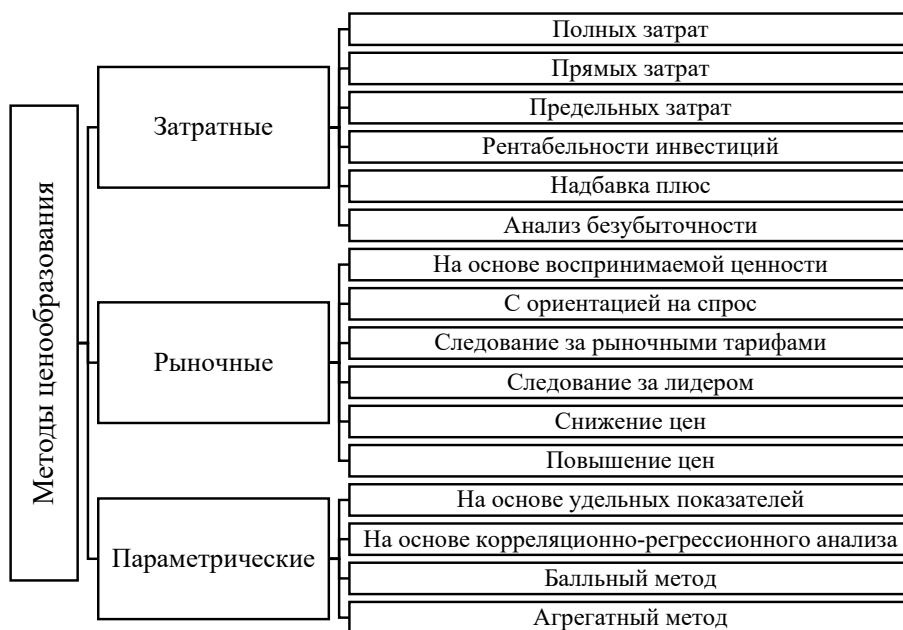 Методы ценообразования
Затратные
Полных затрат
Прямых затрат
Предельных затрат
Рентабельности инвестиций
Надбавка плюс
Анализ безубыточности
Рыночные
На основе воспринимаемой ценности
С ориентацией на спрос
Следование за рыночными тарифами
Следование за лидером
Снижение цен
Повышение цен
Параметрические
На основе удельных показателей
На основе корреляционно-регрессионного анализа
Балльный метод
Агрегатный метод